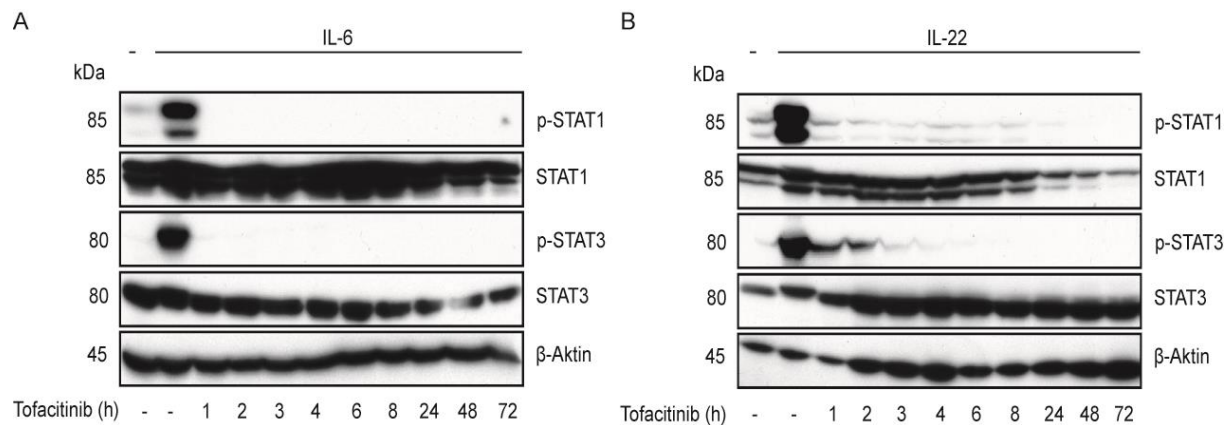 A
- IL-6
kDa
85 p-STAT1
85 STAT1
80 p-STAT3
80 STAT3
45 β-Aktin
Tofacitinib (h) - - 1 2 3 4 6 8 24 48 72
B
- IL-22
kDa
85 p-STAT1
85 STAT1
80 p-STAT3
80 STAT3
45 β-Aktin
Tofacitinib (h) - - 1 2 3 4 6 8 24 48 72